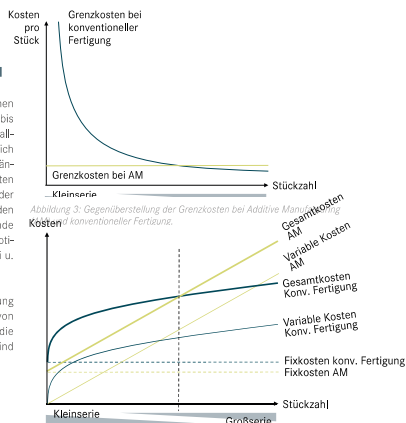 Kosten
pro
Stück
Grenzkosten bei
konventioneller
Fertigung
Grenzkosten bei AM
Stückzahl
Kleinserie
Abbildung 3: Gegenüberstellung der Grenzkosten bei Additive Manufacturing
und konventioneller Fertigung.
Kosten
Gesamtkosten
AM
Variable Kosten
AM
Gesamtkosten
Konv. Fertigung
Variable Kosten
Konv. Fertigung
Fixkosten konv. Fertigung
Fixkosten AM
Stückzahl
Kleinserie
Großserie